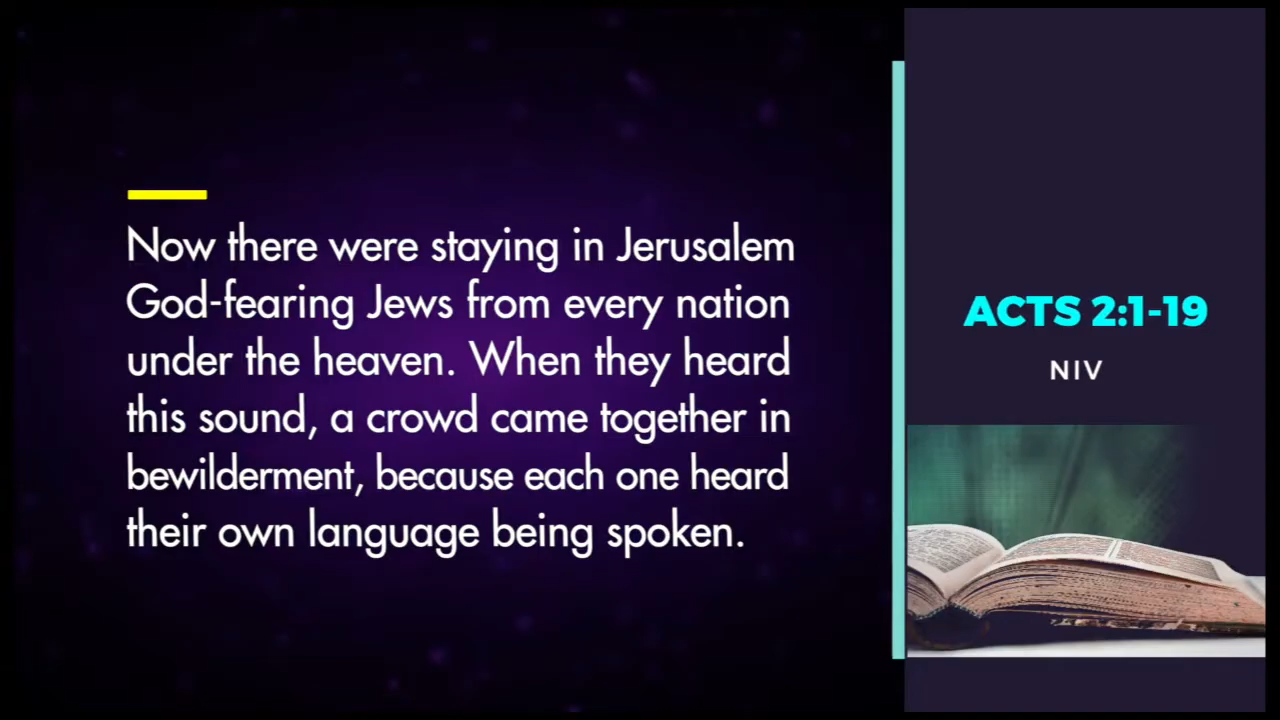 Now there were staying in Jerusalem
God-fearing Jews from every nation
under the heaven. When they heard
this sound, a crowd came together in
bewilderment, because each one heard
their own language being spoken.
ACTS 2:1-19
NIV